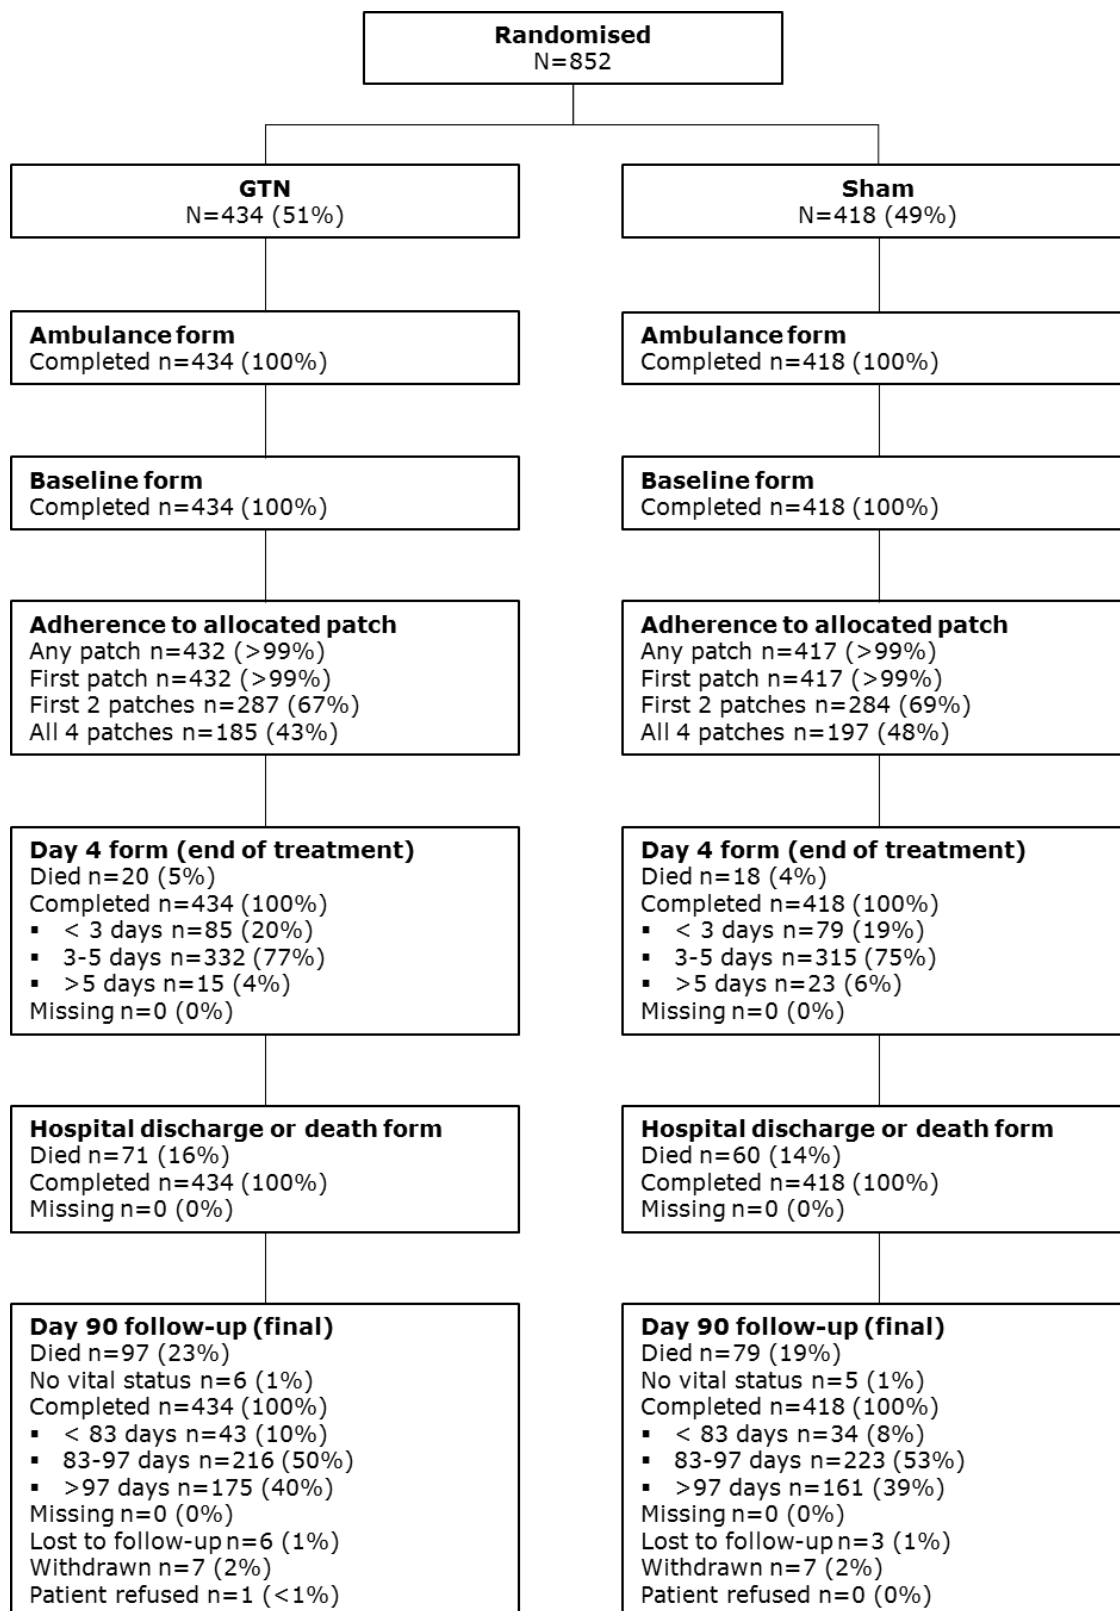 Randomised
N=852
GTN
N=434 (51%)
Sham
N=418 (49%)
Ambulance form
Completed n=434 (100%)
Ambulance form
Completed n=418 (100%)
Baseline form
Completed n=434 (100%)
Baseline form
Completed n=418 (100%)
Adherence to allocated patch
Any patch n=432 (>99%)
First patch n=432 (>99%)
First 2 patches n=287 (67%)
All 4 patches n=185 (43%)
Adherence to allocated patch
Any patch n=417 (>99%)
First patch n=417 (>99%)
First 2 patches n=284 (69%)
All 4 patches n=197 (48%)
Day 4 form (end of treatment)
Died n=20 (5%)
Completed n=434 (100%)
▪ < 3 days n=85 (20%)
▪ 3-5 days n=332 (77%)
▪ >5 days n=15 (4%)
Missing n=0 (0%)
Day 4 form (end of treatment)
Died n=18 (4%)
Completed n=418 (100%)
▪ < 3 days n=79 (19%)
▪ 3-5 days n=315 (75%)
▪ >5 days n=23 (6%)
Missing n=0 (0%)
Hospital discharge or death form
Died n=71 (16%)
Completed n=434 (100%)
Missing n=0 (0%)
Hospital discharge or death form
Died n=60 (14%)
Completed n=418 (100%)
Missing n=0 (0%)
Day 90 follow-up (final)
Died n=97 (23%)
No vital status n=6 (1%)
Completed n=434 (100%)
▪ < 83 days n=43 (10%)
▪ 83-97 days n=216 (50%)
▪ >97 days n=175 (40%)
Missing n=0 (0%)
Lost to follow-up n=6 (1%)
Withdrawn n=7 (2%)
Patient refused n=1 (<1%)
Day 90 follow-up (final)
Died n=79 (19%)
No vital status n=5 (1%)
Completed n=418 (100%)
▪ < 83 days n=34 (8%)
▪ 83-97 days n=223 (53%)
▪ >97 days n=161 (39%)
Missing n=0 (0%)
Lost to follow-up n=3 (1%)
Withdrawn n=7 (2%)
Patient refused n=0 (0%)